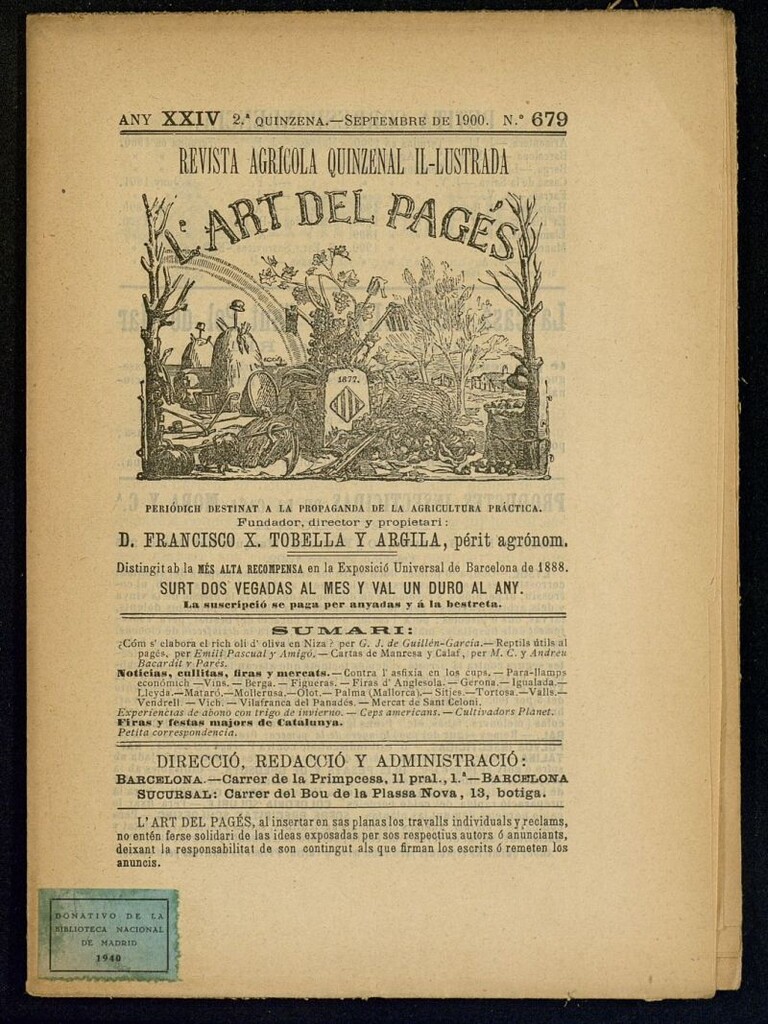 ANY XXIV 2.ª QUINZENA.—SEPTEMBRE DE 1900. N.º 679
REVISTA AGRÍCOLA QUINZENAL IL-LUSTRADA
L'ART DEL PAGÉS
1877.
PERIÓDICH DESTINAT A LA PROPAGANDA DE LA AGRICULTURA PRÁCTICA.
Fundador, director y propietari:
D. FRANCISCO X. TOBELLA Y ARGILA, périt agrónom.
Distingit ab la MÉS ALTA RECOMPENSA en la Exposició Universal de Barcelona de 1888.
SURT DOS VEGADAS AL MES Y VAL UN DURO AL ANY.
La suscripció se paga per anyadas y á la bestreta.
SUMARI:
¿Cóm s' elabora el rich oli d' oliva en Niza? per G. J. de Guillén-García.—Reptils útils al
pagés, per Emili Pascual y Amigó.—Cartas de Manresa y Calaf, per M. C. y Andreu
Bacardit y Parés.
Noticias, cullitas, firas y mercats.—Contra l' asfixia en los cups.—Para-llamps
económich—Vins.—Berga.—Figueras.—Firas d' Anglesola.—Gerona.—Igualada.—
Lleyda.—Mataró.—Mollerusa.—Olot.—Palma (Mallorca).—Sitjes.—Tortosa.—Valls.—
Vendrell.—Vich.—Vilafranca del Panadés.—Mercat de Sant Celoni.
Experiencias de abono con trigo de invierno.—Ceps americans.—Cultivadors Planet.
Firas y festas majors de Catalunya.
Petita correspondencia.
DIRECCIÓ, REDACCIÓ Y ADMINISTRACIÓ:
BARCELONA.—Carrer de la Primpcesa, 11 pral., 1.ª—BARCELONA
SUCURSAL: Carrer del Bou de la Plassa Nova, 13, botiga.
L'ART DEL PAGÉS, al insertar en sas planas los travalls individuals y reclams,
no entén ferse solidari de las ideas exposadas per sos respectius autors ó anunciants,
deixant la responsabilitat de son contingut als que firman los escrits ó remeten los
anuncis.
DONATIVO DE LA
BIBLIOTECA NACIONAL
DE MADRID
1940